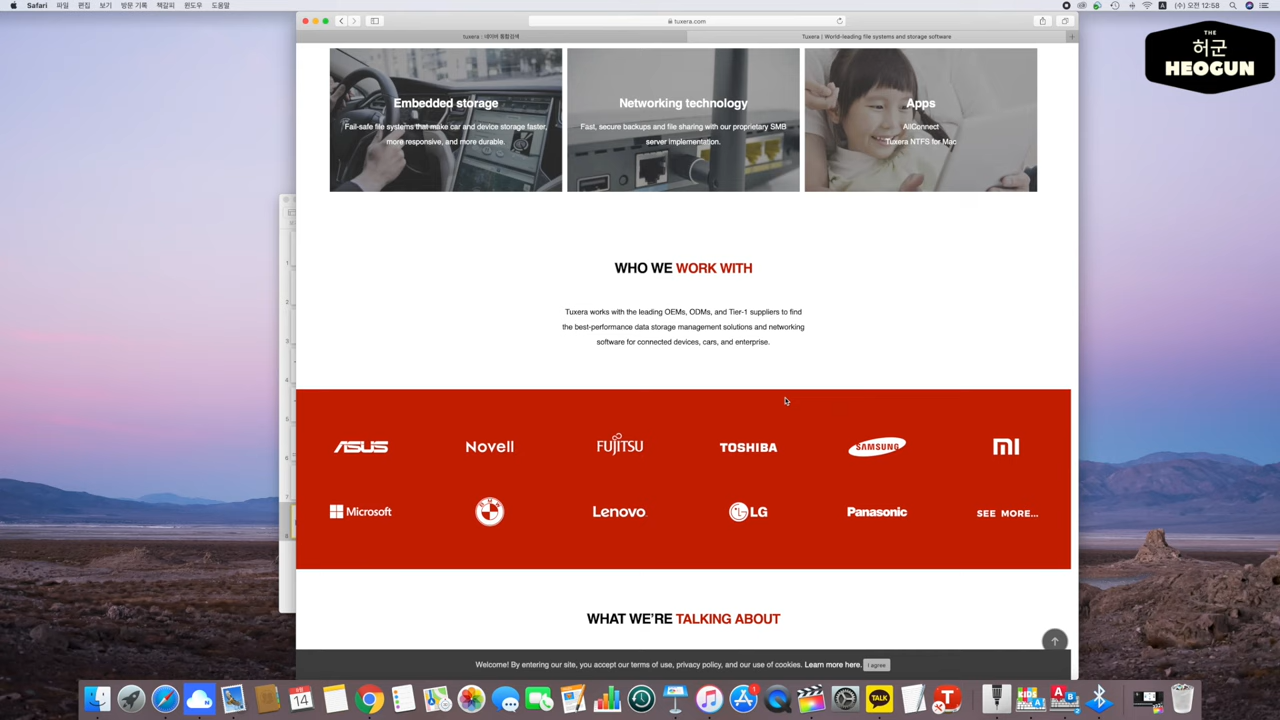 Safari 파일 편집 보기 방문 기록 책갈피 윈도우 도움말
(수) 오전 12:58
tuxera.com
tuxera : 네이버 통합검색
Tuxera | World-leading file systems and storage software
THE
허군
HEOGUN
Embedded storage
Fail-safe file systems that make car and device storage faster,
more responsive, and more durable.
Networking technology
Fast, secure backups and file sharing with our proprietary SMB
server implementation.
Apps
AllConnect
Tuxera NTFS for Mac
WHO WE WORK WITH
Tuxera works with the leading OEMs, ODMs, and Tier-1 suppliers to find
the best-performance data storage management solutions and networking
software for connected devices, cars, and enterprise.
ASUS Novell FUJITSU TOSHIBA SAMSUNG MI
Microsoft BMW Lenovo LG Panasonic SEE MORE...
WHAT WE'RE TALKING ABOUT
Welcome! By entering our site, you accept our terms of use, privacy policy, and our use of cookies. Learn more here. I agree
14
TALK